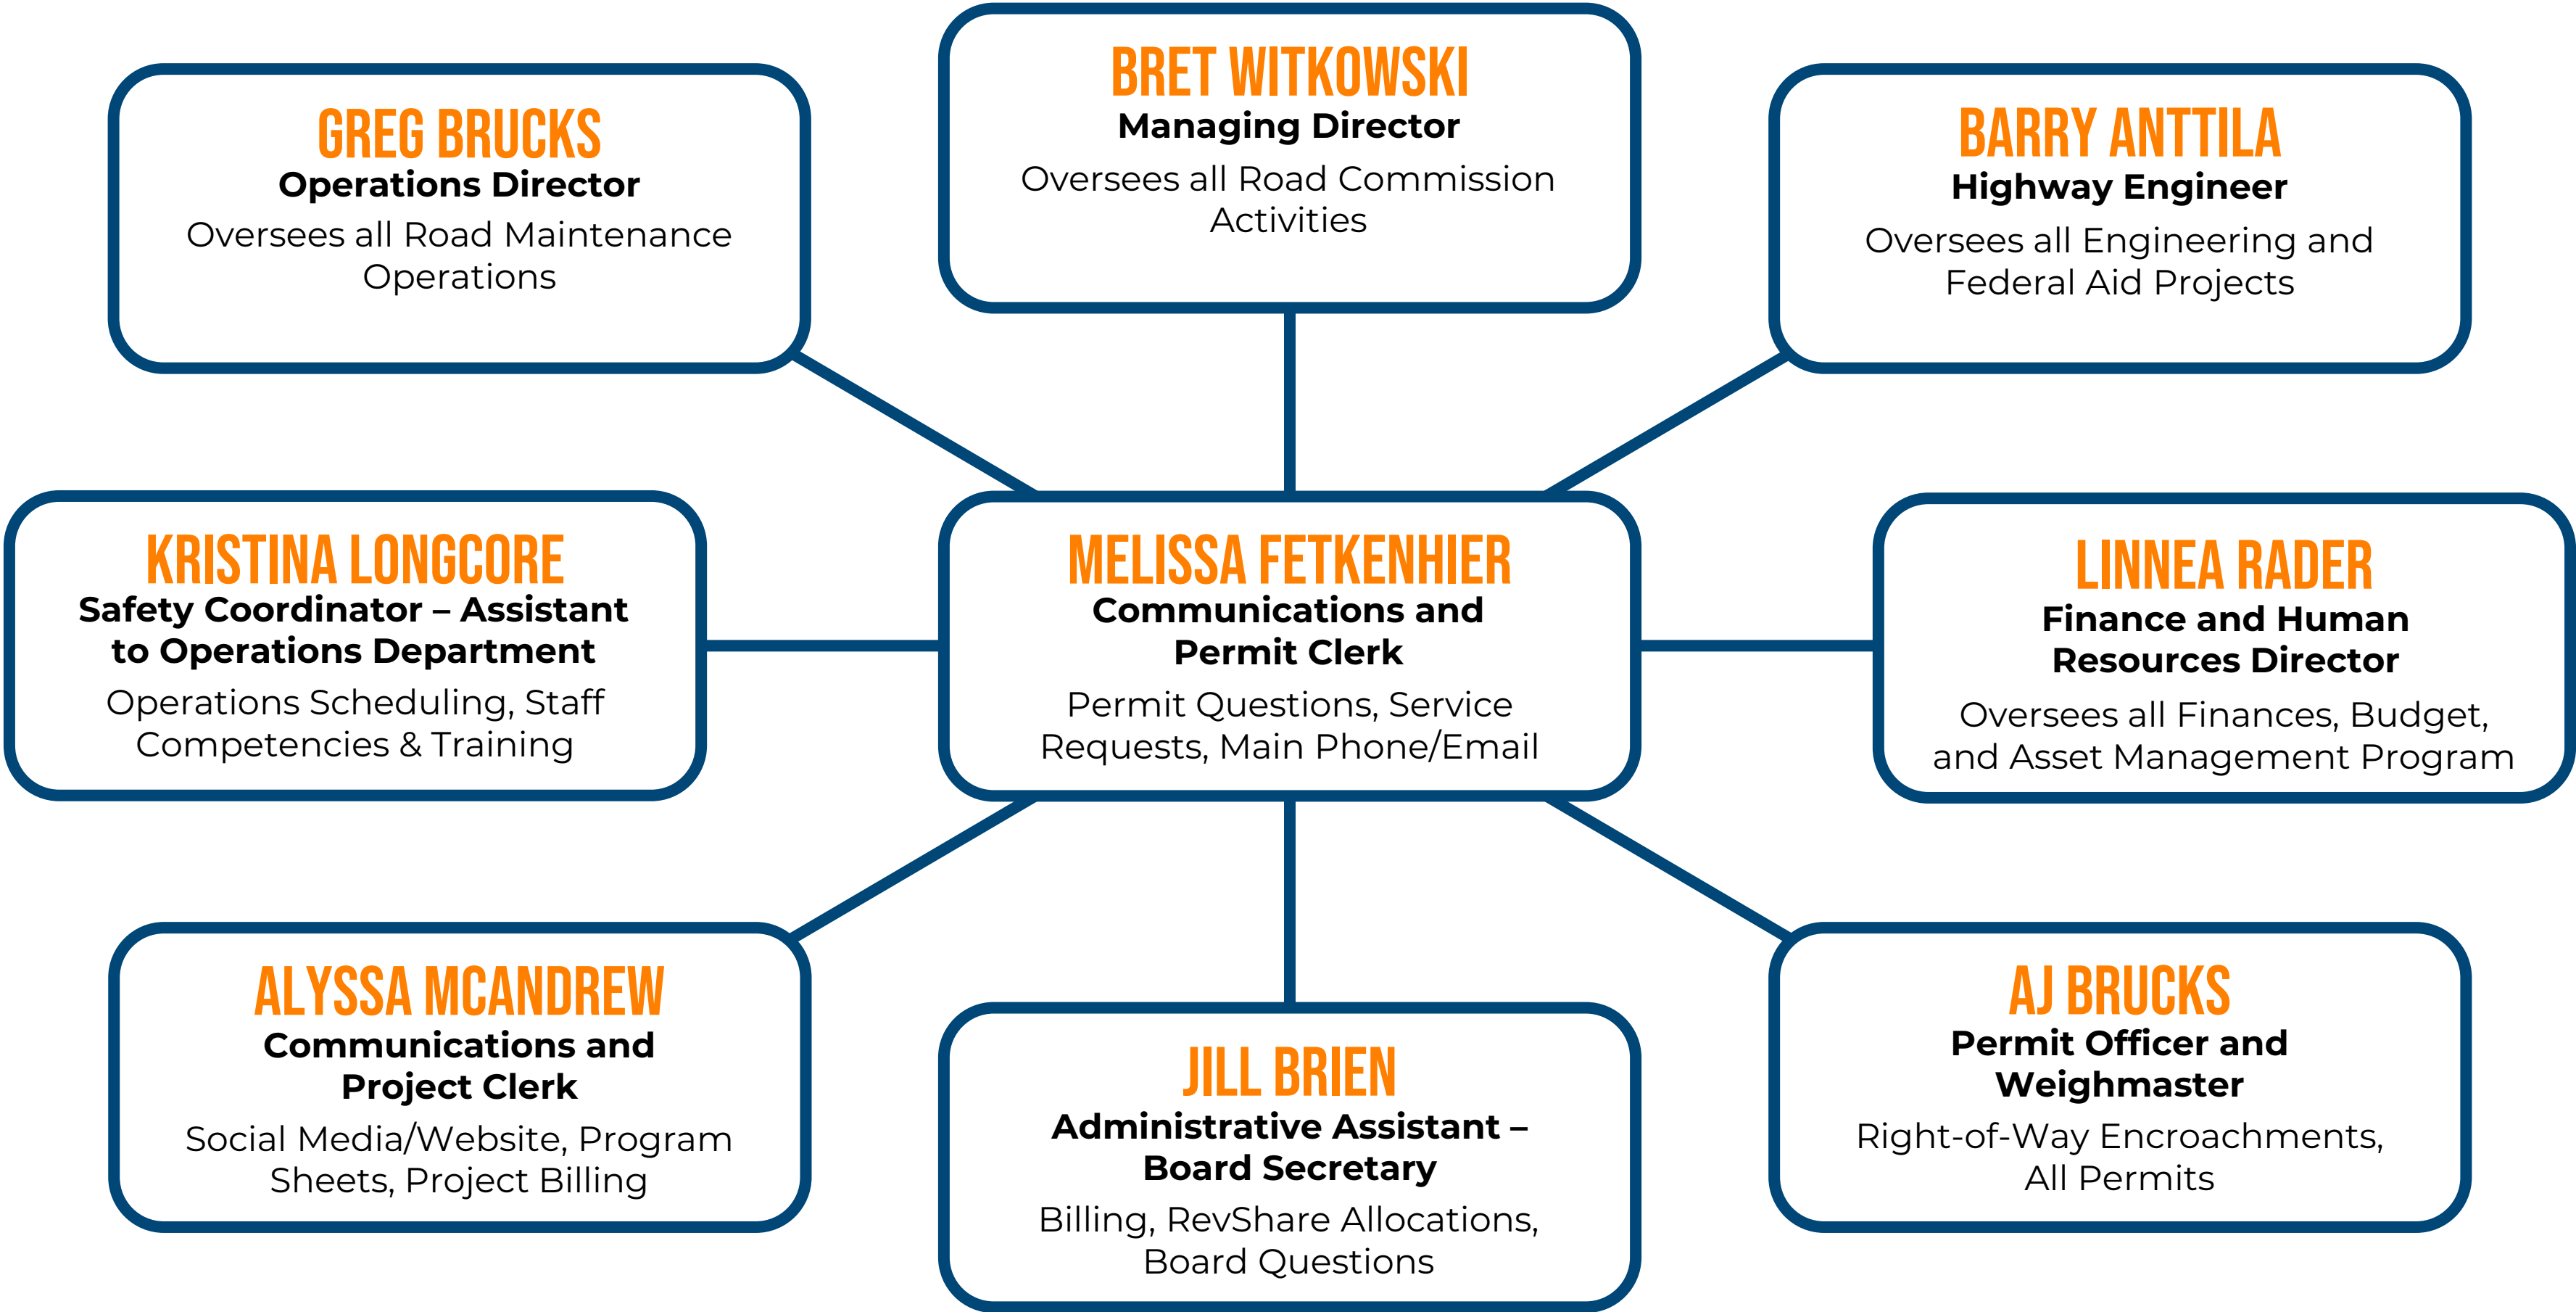 GREG BRUCKS
Operations Director
Oversees all Road Maintenance
Operations
BRET WITKOWSKI
Managing Director
Oversees all Road Commission
Activities
BARRY ANTTILA
Highway Engineer
Oversees all Engineering and
Federal Aid Projects
KRISTINA LONGCORE
Safety Coordinator – Assistant
to Operations Department
Operations Scheduling, Staff
Competencies & Training
MELISSA FETKENHIER
Communications and
Permit Clerk
Permit Questions, Service
Requests, Main Phone/Email
LINNEA RADER
Finance and Human
Resources Director
Oversees all Finances, Budget,
and Asset Management Program
ALYSSA MCANDREW
Communications and
Project Clerk
Social Media/Website, Program
Sheets, Project Billing
JILL BRIEN
Administrative Assistant –
Board Secretary
Billing, RevShare Allocations,
Board Questions
AJ BRUCKS
Permit Officer and
Weighmaster
Right-of-Way Encroachments,
All Permits